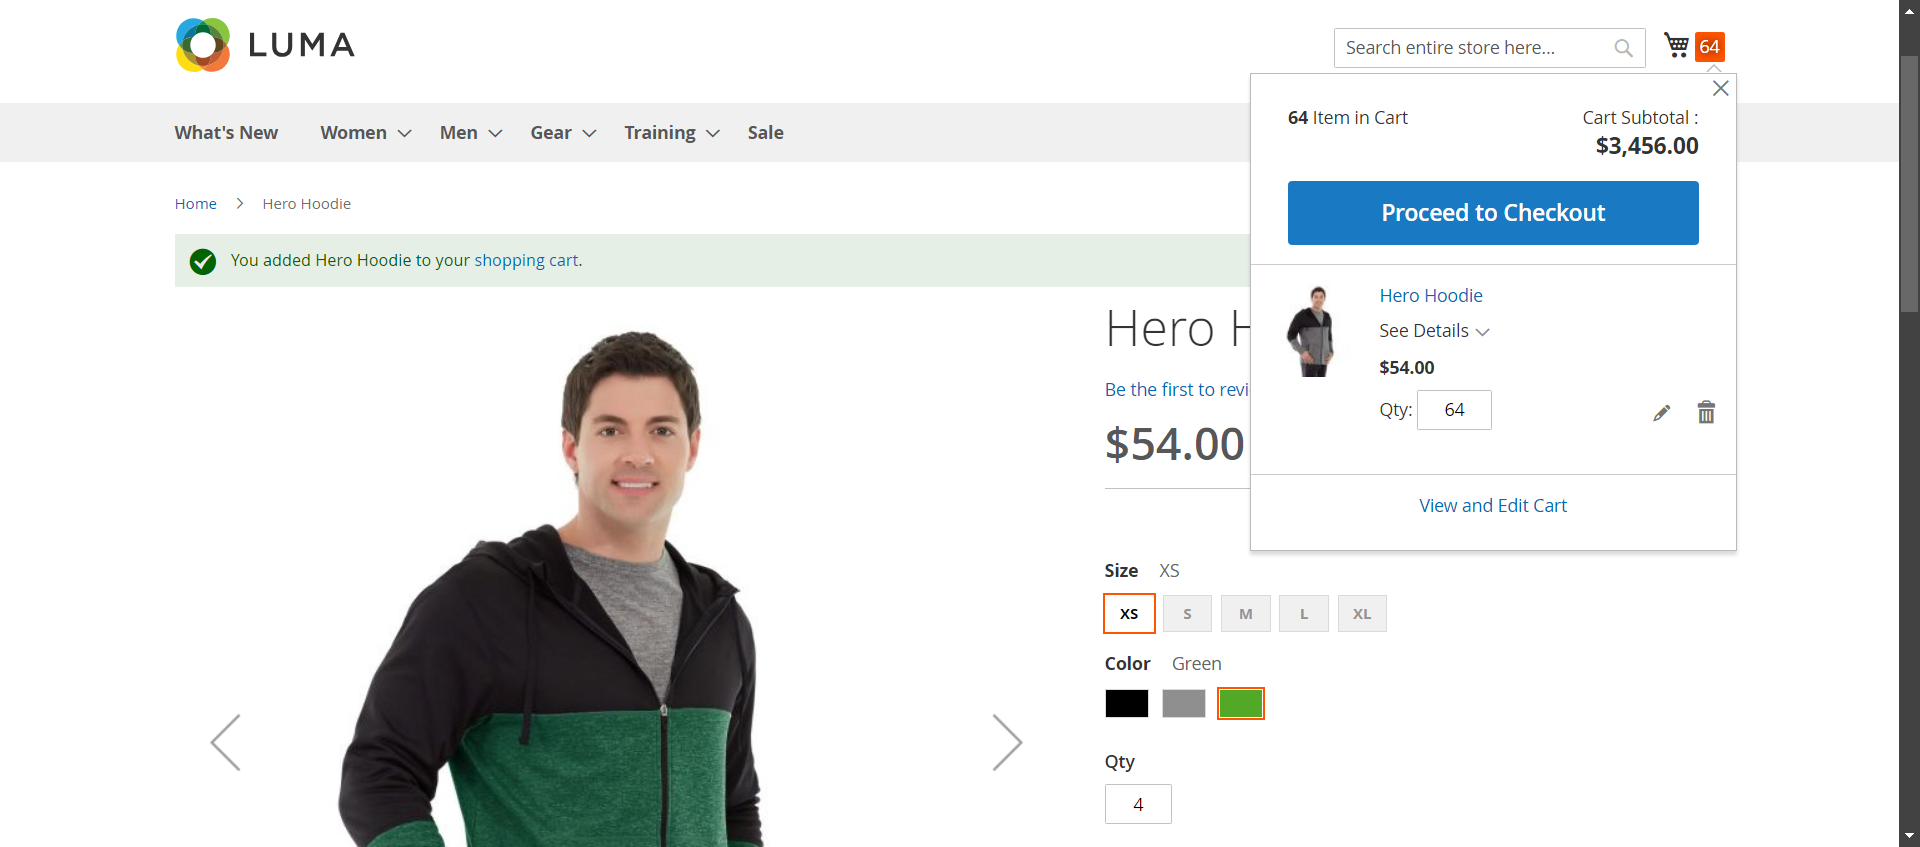 LUMA
Search entire store here...
64
What's New
Women
Men
Gear
Training
Sale
64 Item in Cart
Cart Subtotal :
$3,456.00
Proceed to Checkout
Home
Hero Hoodie
You added Hero Hoodie to your shopping cart.
Hero Hoodie
See Details
$54.00
Qty: 64
View and Edit Cart
Hero
Be the first to
$54.00
Size XS
XS
S
M
L
XL
Color Green
Qty
4